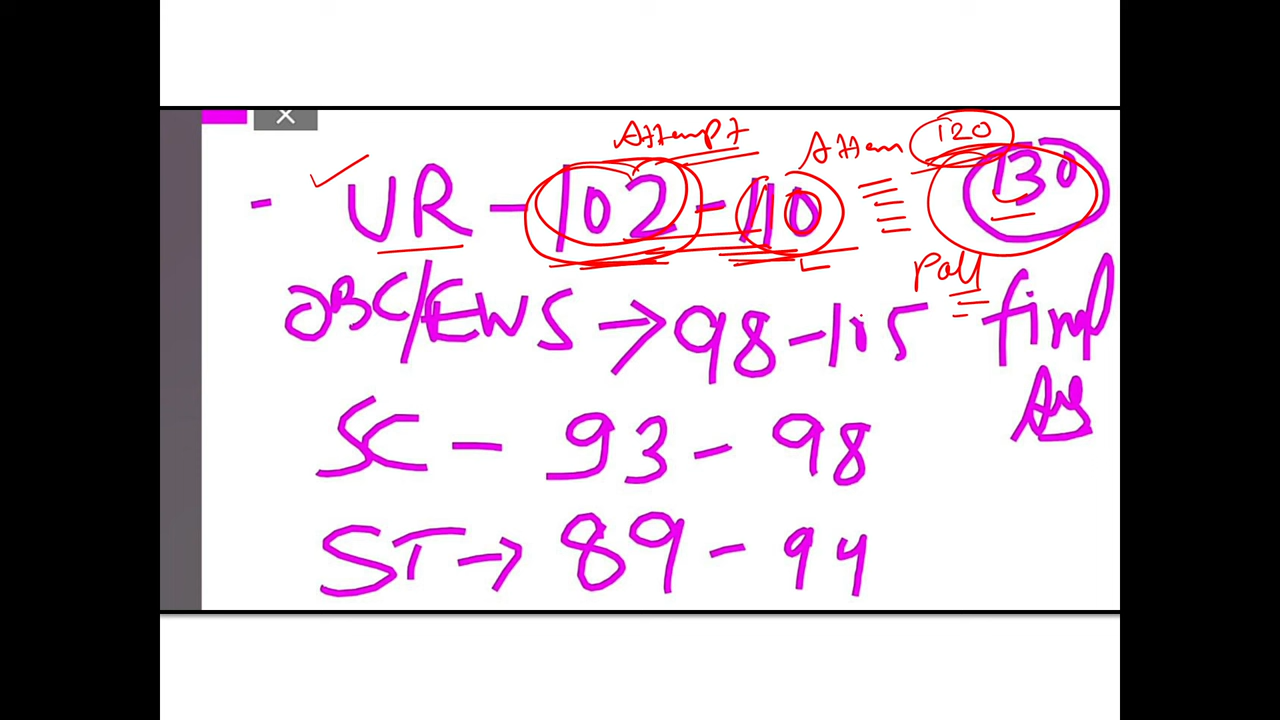 Attempt
Attem 120
- UR - 102 - 110 130
Poll
OBC/EWS → 98 - 105 final
Ans
SC - 93 - 98
ST → 89 - 94